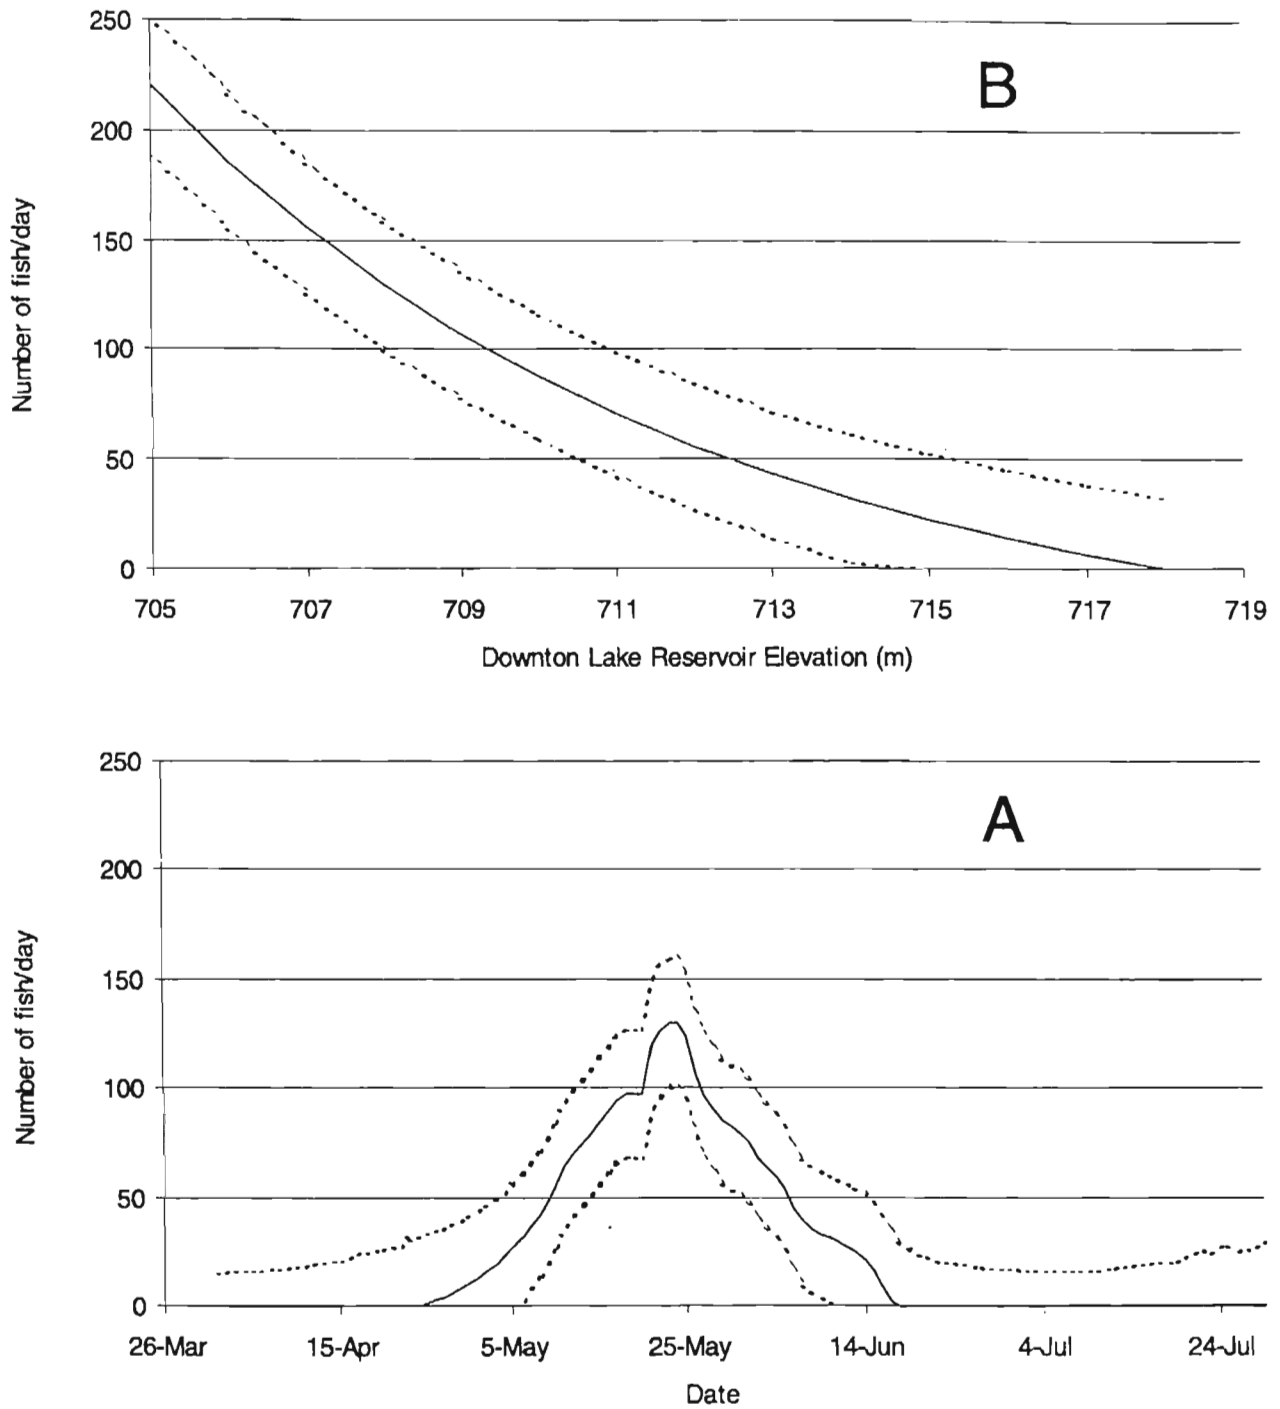 250
B
200
150
100
50
0
Number of fish/day
705 707 709 711 713 715 717 719
Downton Lake Reservoir Elevation (m)
250
A
200
150
100
50
0
Number of fish/day
26-Mar 15-Apr 5-May 25-May 14-Jun 4-Jul 24-Jul
Date